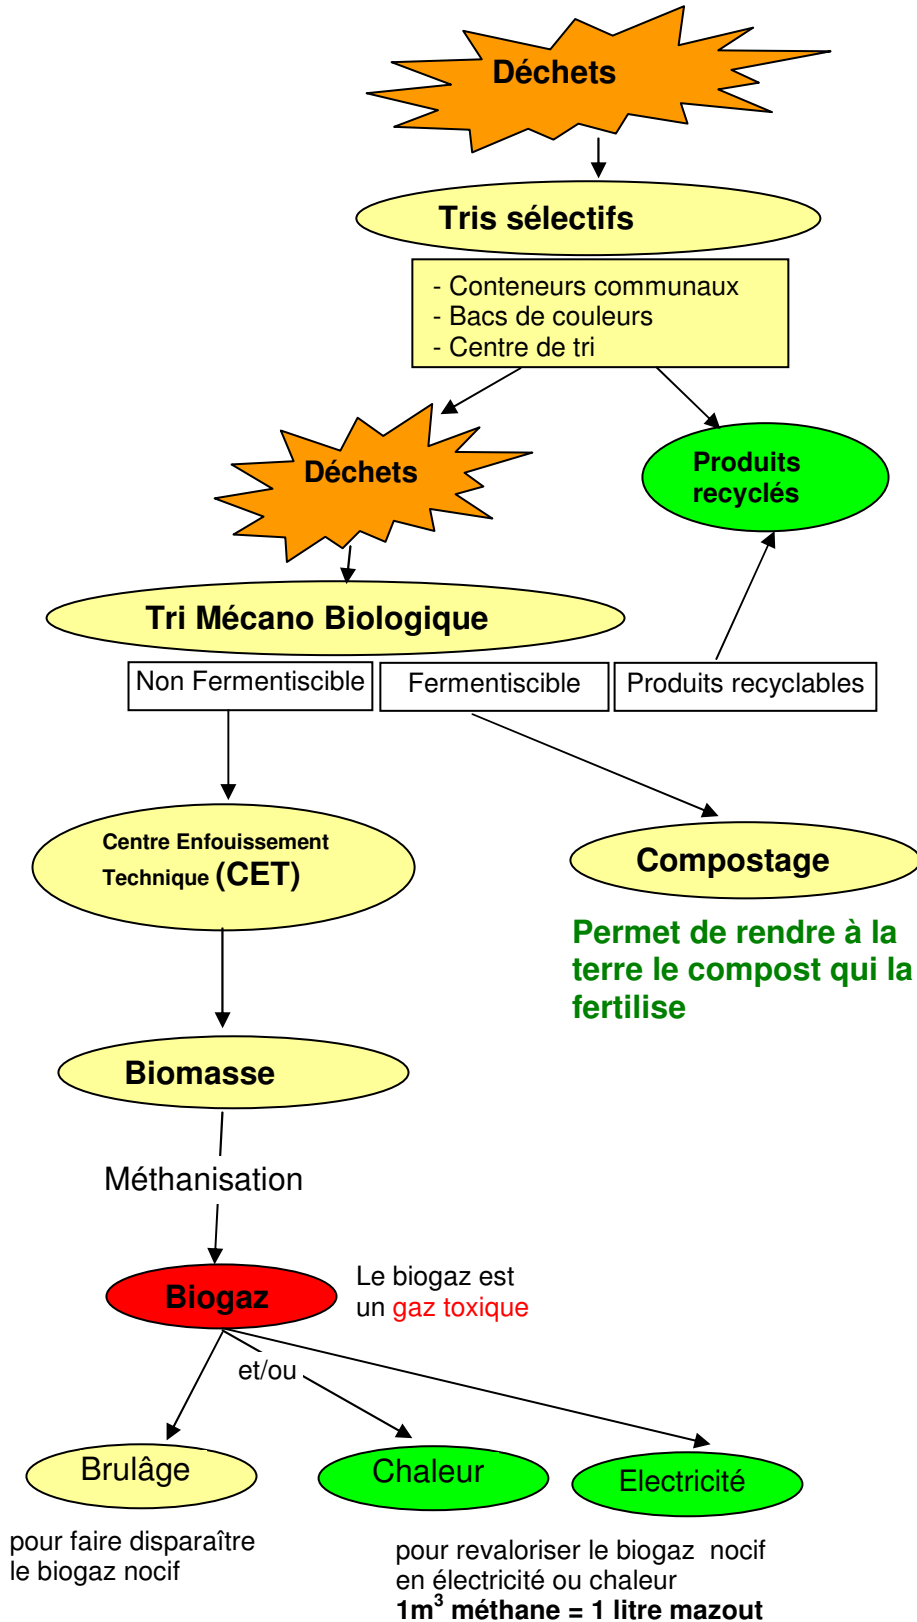 Déchets
Tris sélectifs
- Conteneurs communaux
- Bacs de couleurs
- Centre de tri
Déchets
Produits
recyclés
Tri Mécano Biologique
Non Fermentiscible
Fermentiscible
Produits recyclables
Centre Enfouissement
Technique (CET)
Compostage
Permet de rendre à la
terre le compost qui la
fertilise
Biomasse
Méthanisation
Biogaz
Le biogaz est
un gaz toxique
et/ou
Brulâge
Chaleur
Electricité
pour faire disparaître
le biogaz nocif
pour revaloriser le biogaz  nocif
en électricité ou chaleur
1m³ méthane = 1 litre mazout